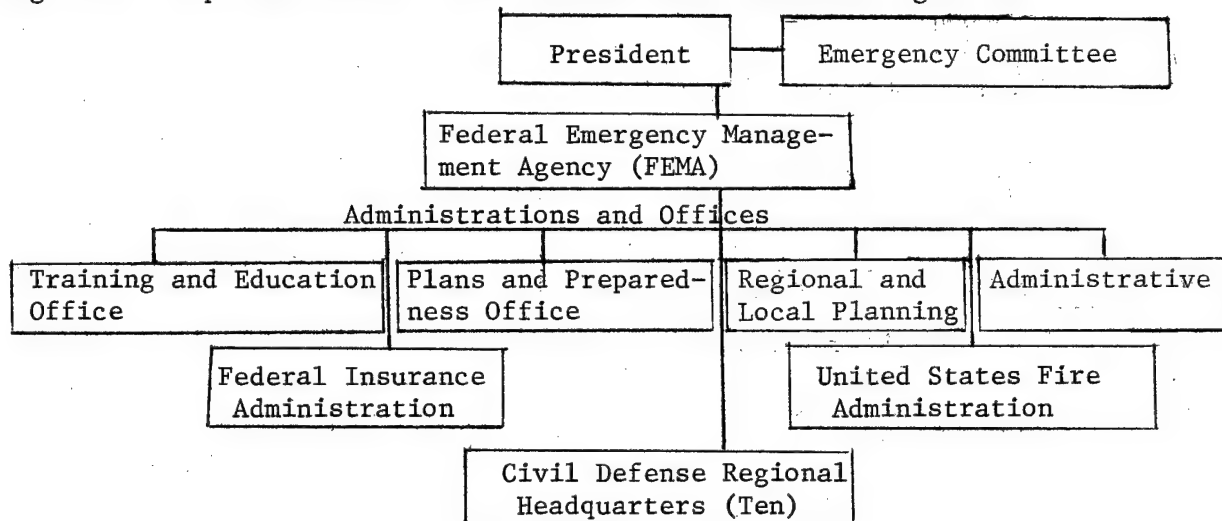 President
Emergency Committee
Federal Emergency Manage-
ment Agency (FEMA)
Administrations and Offices
Training and Education
Office
Plans and Prepared-
ness Office
Regional and
Local Planning
Administrative
Federal Insurance
Administration
United States Fire
Administration
Civil Defense Regional
Headquarters (Ten)